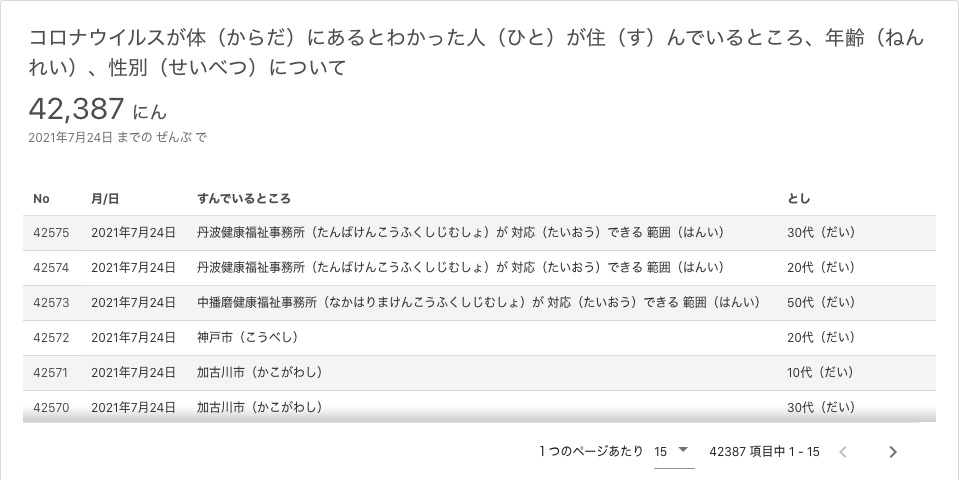 コロナウイルスが体（からだ）にあるとわかった人（ひと）が住（す）んでいるところ、年齢（ねん
れい）、性別（せいべつ）について
42,387 にん
2021年7月24日 までの ぜんぶ で
No 月/日 すんでいるところ とし
42575 2021年7月24日 丹波健康福祉事務所（たんばけんこうふくしじむしょ）が 対応（たいおう）できる 範囲（はんい） 30代（だい）
42574 2021年7月24日 丹波健康福祉事務所（たんばけんこうふくしじむしょ）が 対応（たいおう）できる 範囲（はんい） 20代（だい）
42573 2021年7月24日 中播磨健康福祉事務所（なかはりまけんこうふくしじむしょ）が 対応（たいおう）できる 範囲（はんい） 50代（だい）
42572 2021年7月24日 神戸市（こうべし） 20代（だい）
42571 2021年7月24日 加古川市（かこがわし） 10代（だい）
42570 2021年7月24日 加古川市（かこがわし） 30代（だい）
1 つのページあたり 15 42387 項目中 1 - 15